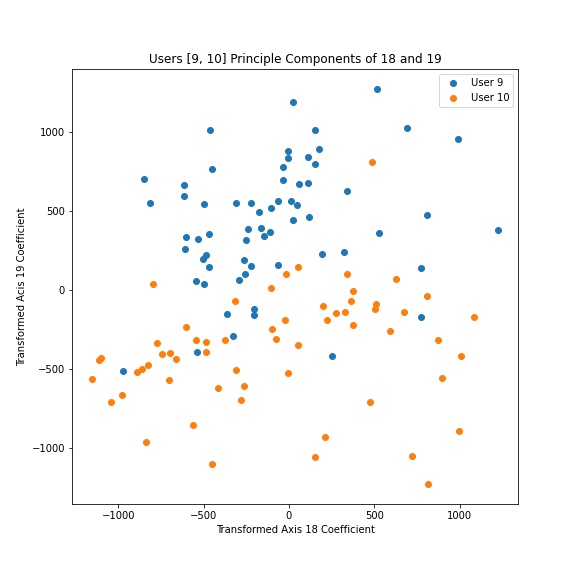 Users [9, 10] Principle Components of 18 and 19
User 9
User 10
1000
500
0
−500
−1000
Transformed Acis 19 Coefficient
−1000
−500
0
500
1000
Transformed Axis 18 Coefficient